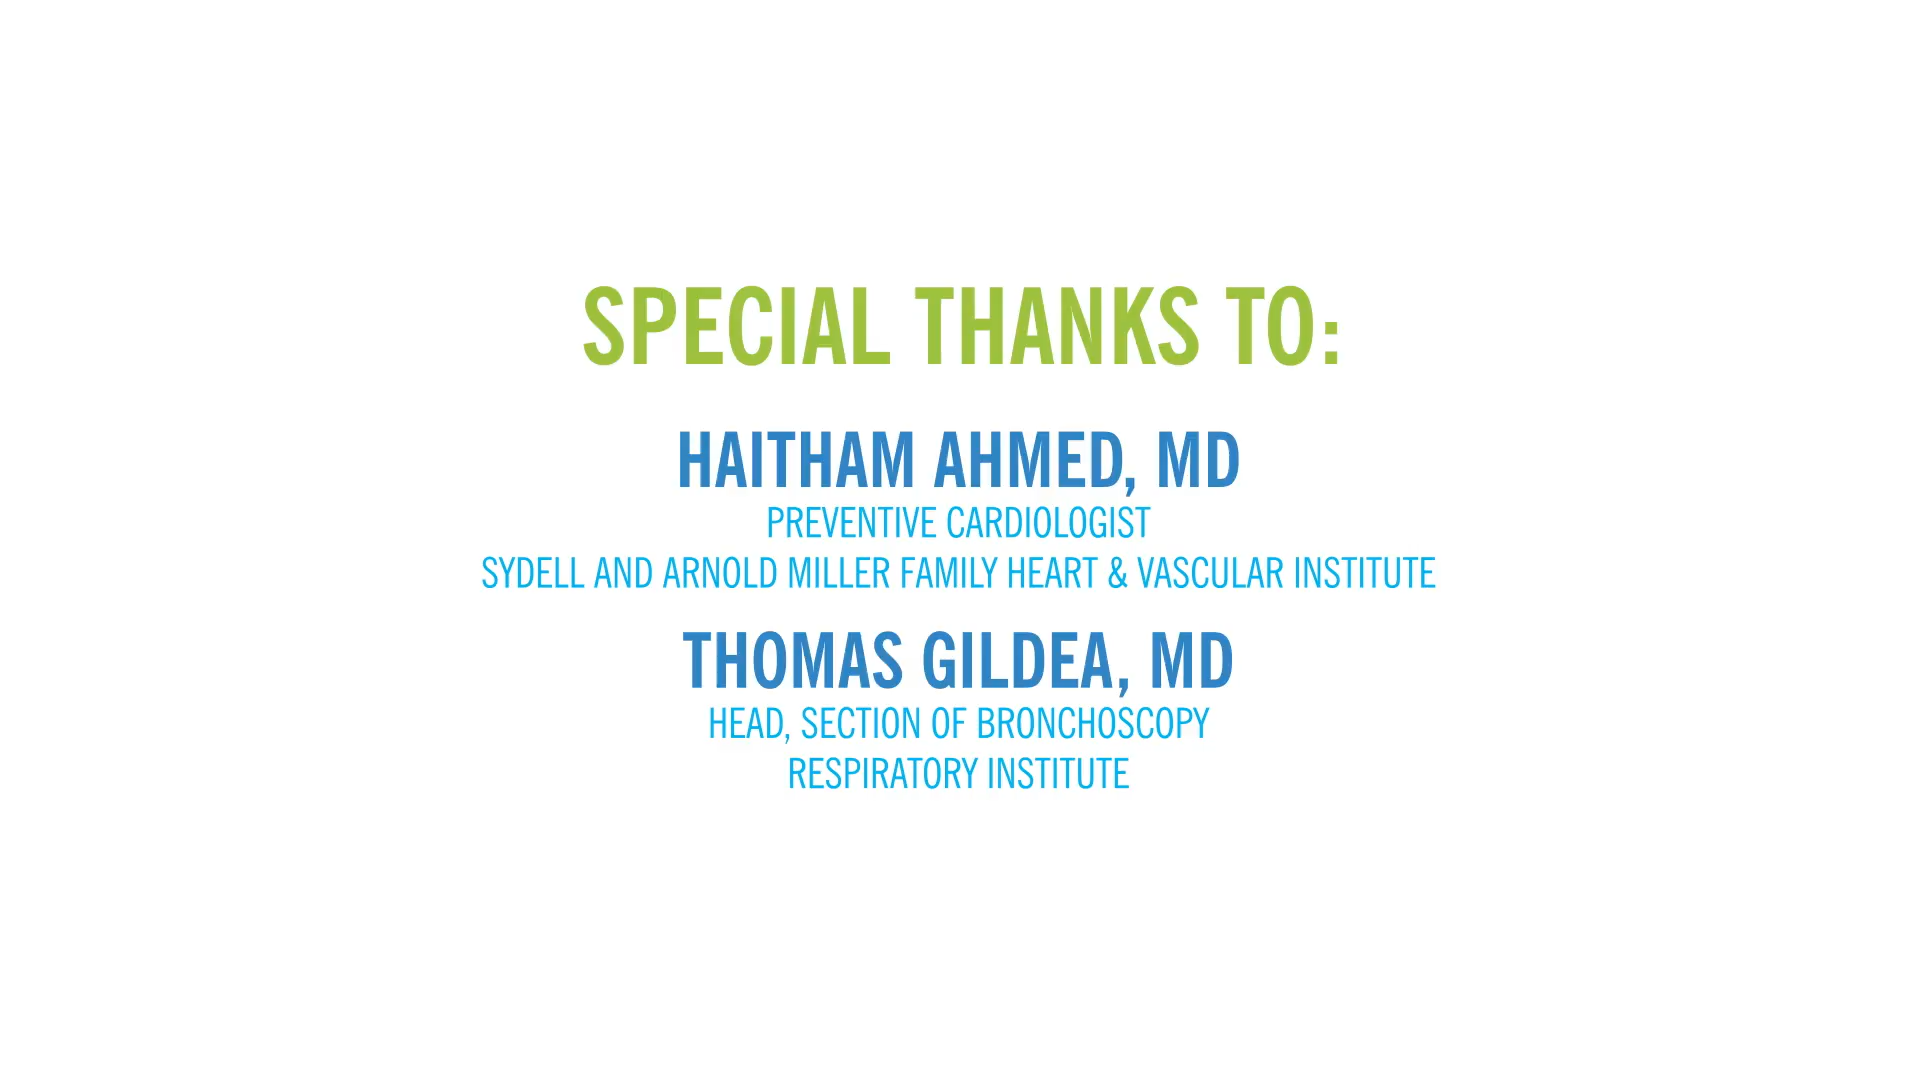 SPECIAL THANKS TO:
HAITHAM AHMED, MD
PREVENTIVE CARDIOLOGIST
SYDELL AND ARNOLD MILLER FAMILY HEART & VASCULAR INSTITUTE
THOMAS GILDEA, MD
HEAD, SECTION OF BRONCHOSCOPY
RESPIRATORY INSTITUTE